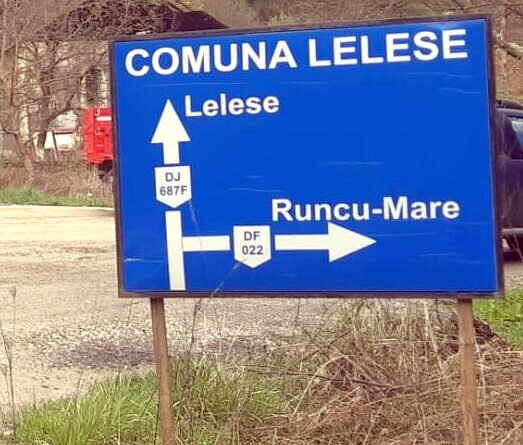 COMUNA LELESE
Lelese
DJ
687F
Runcu-Mare
DF
022